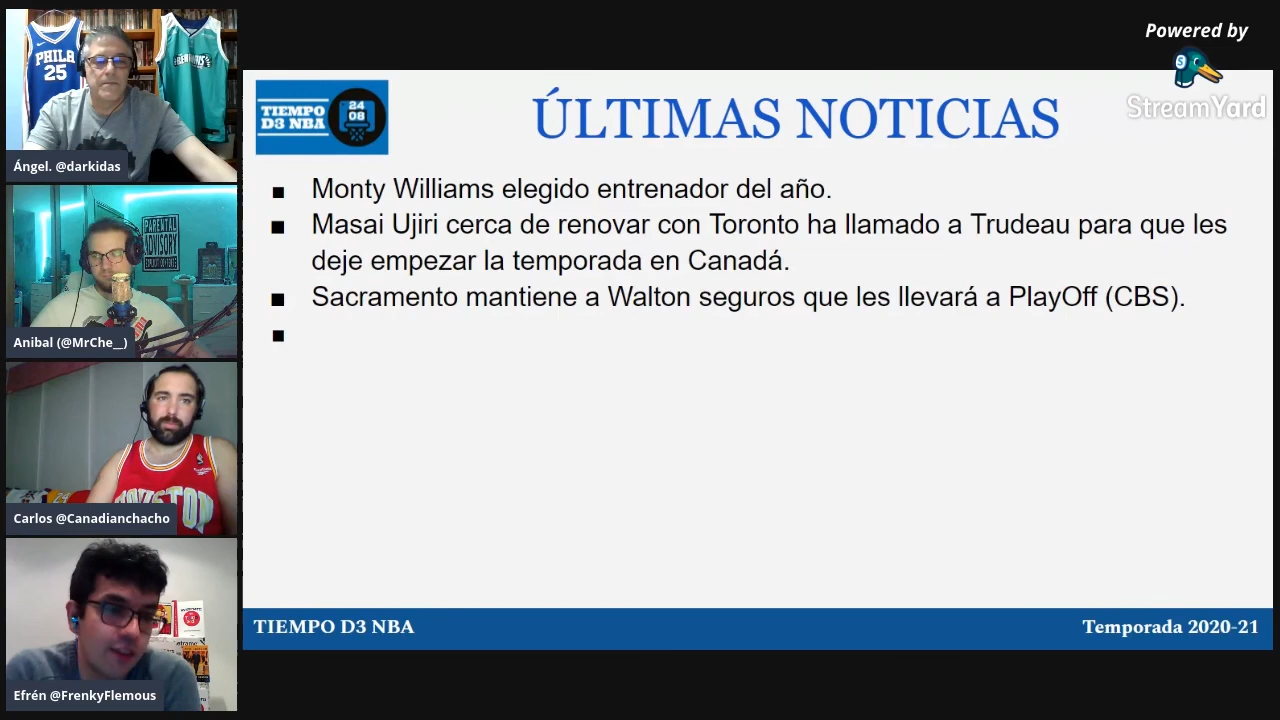 PHILA
25
Ángel. @darkidas
PARENTAL
ADVISORY
EXPLICIT CONTENT
Anibal (@MrChe__)
HOUSTON
Carlos @Canadianchacho
Efrén @FrenkyFlemous
Powered by
StreamYard
TIEMPO
D3 NBA
24
08
ÚLTIMAS NOTICIAS
■ Monty Williams elegido entrenador del año.
■ Masai Ujiri cerca de renovar con Toronto ha llamado a Trudeau para que les
deje empezar la temporada en Canadá.
■ Sacramento mantiene a Walton seguros que les llevará a PlayOff (CBS).
■
TIEMPO D3 NBA
Temporada 2020-21